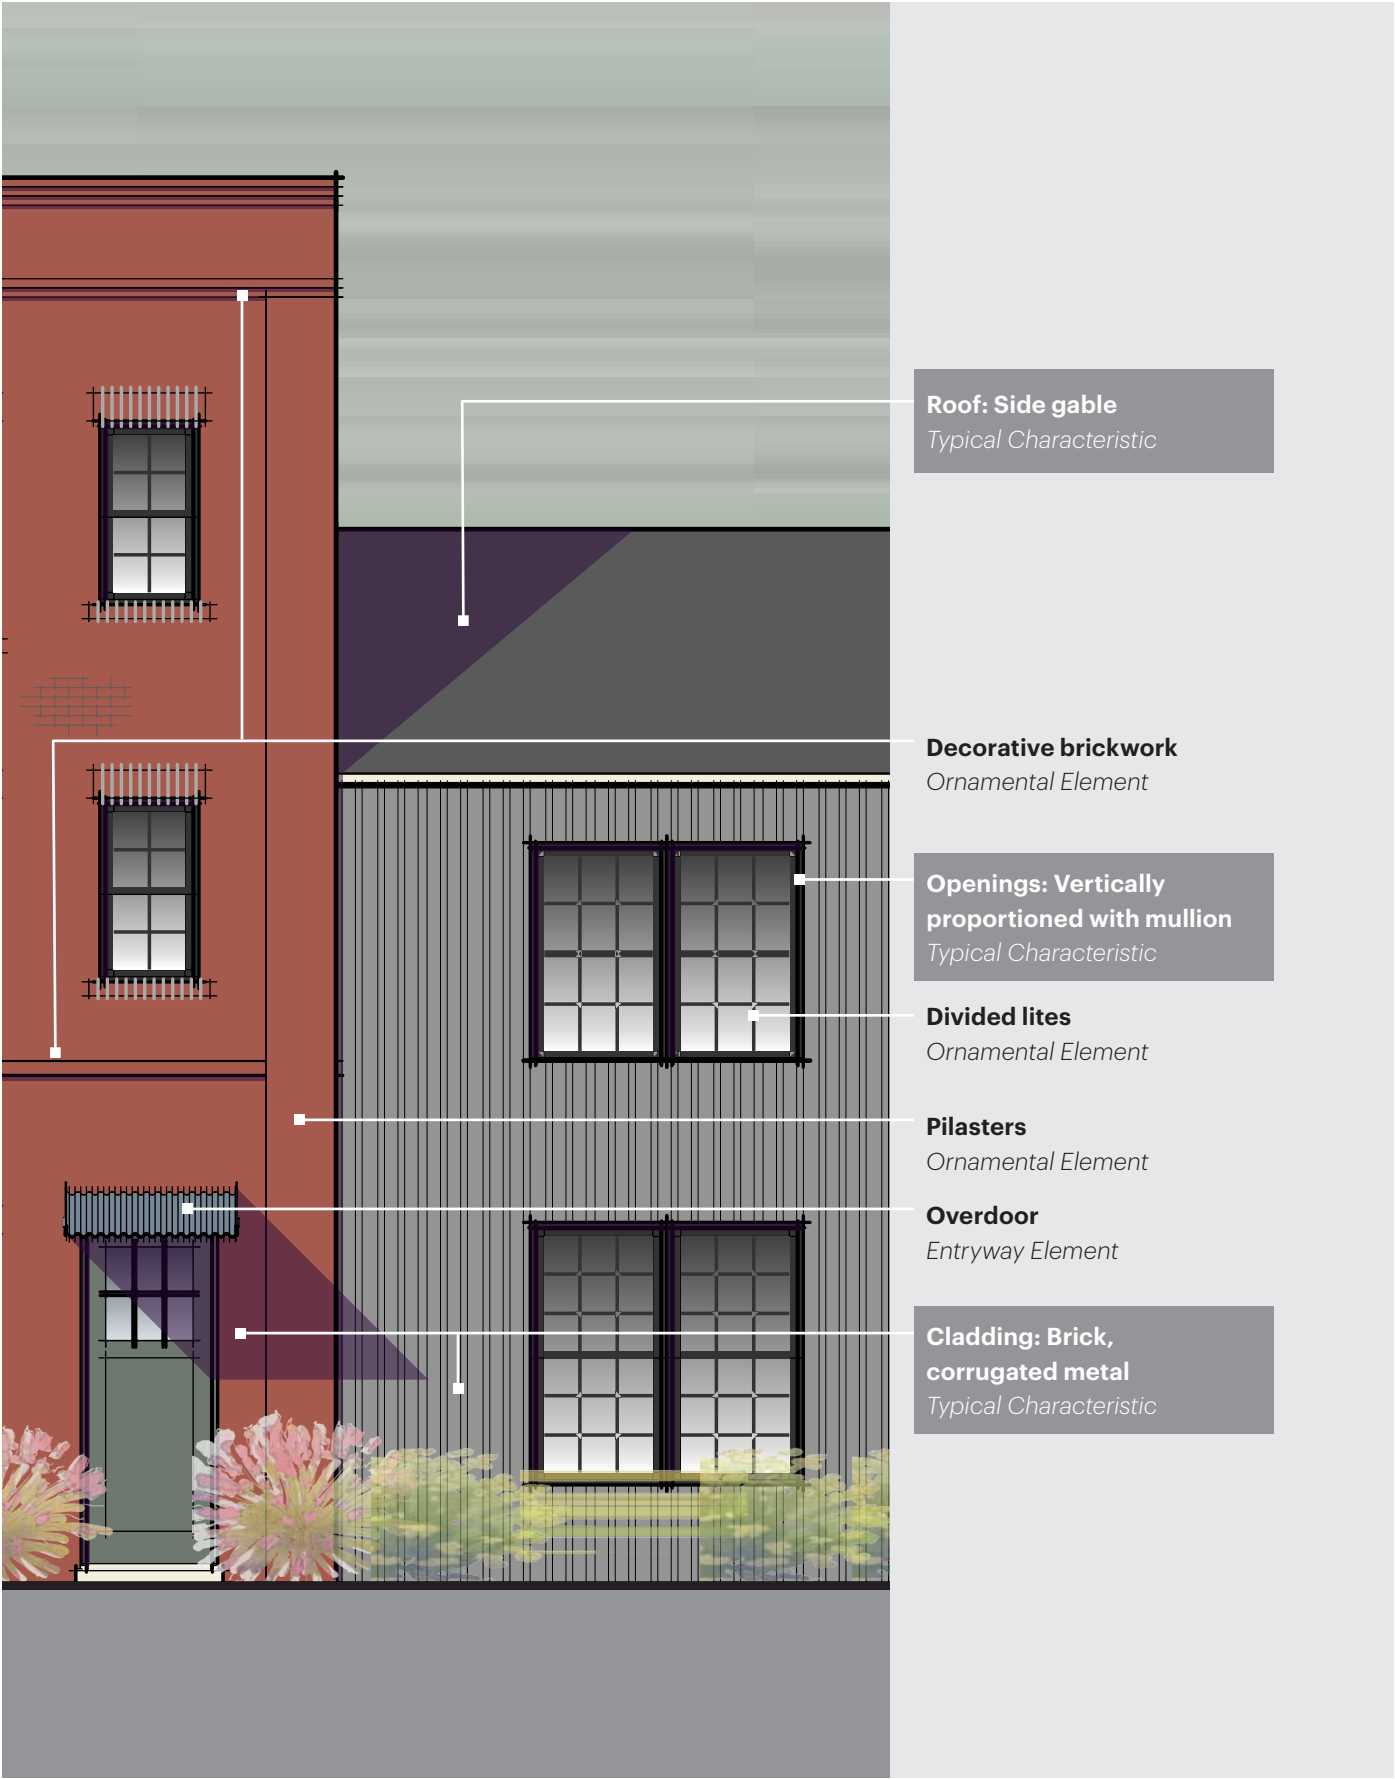 Roof: Side gable
Typical Characteristic
Decorative brickwork
Ornamental Element
Openings: Vertically
proportioned with mullion
Typical Characteristic
Divided lites
Ornamental Element
Pilasters
Ornamental Element
Overdoor
Entryway Element
Cladding: Brick,
corrugated metal
Typical Characteristic